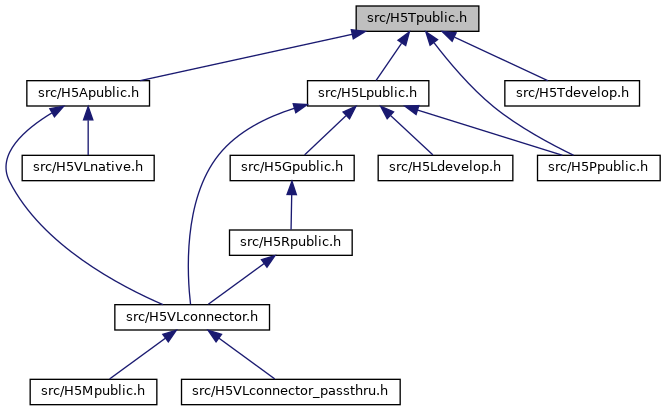 src/H5Tpublic.h
src/H5Apublic.h
src/H5Lpublic.h
src/H5Tdevelop.h
src/H5VLnative.h
src/H5Gpublic.h
src/H5Ldevelop.h
src/H5Ppublic.h
src/H5Rpublic.h
src/H5VLconnector.h
src/H5Mpublic.h
src/H5VLconnector_passthru.h